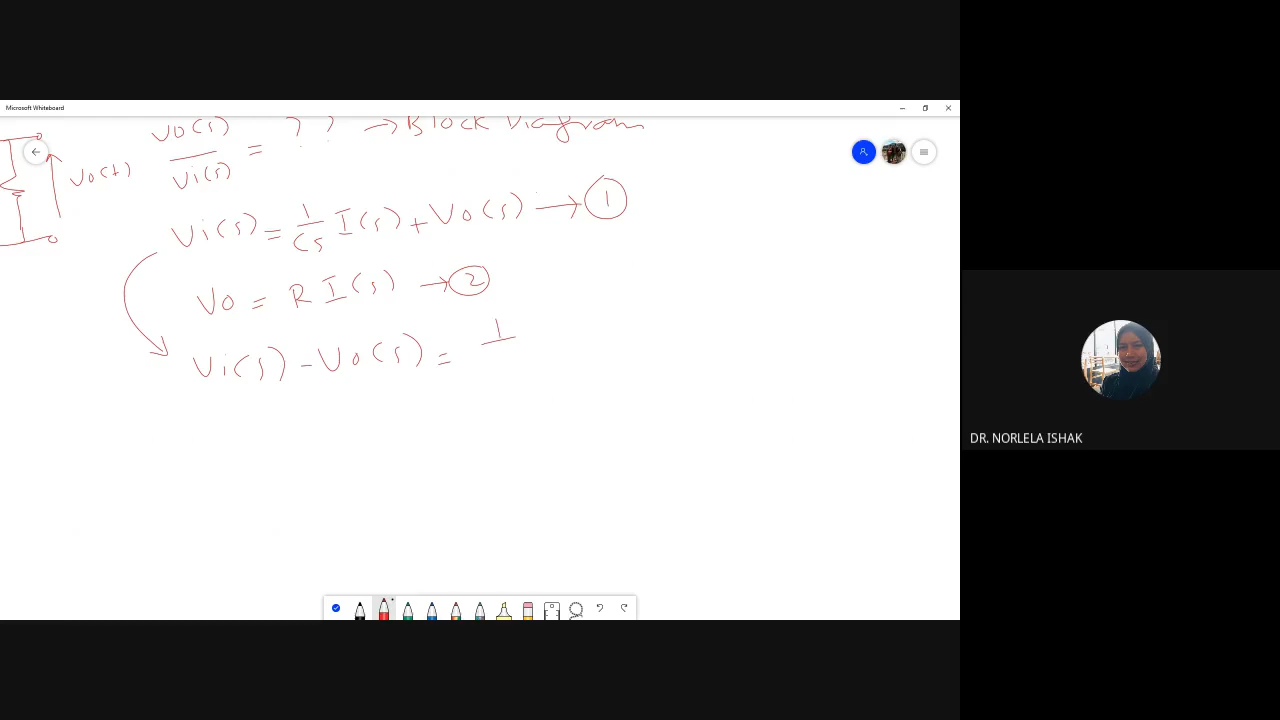 Microsoft Whiteboard
Vo(s) / Vi(s) = ?? → Block Diagram
Vo(t)
Vi(s) = 1/Cs I(s) + Vo(s) → 1
Vo = R I(s) → 2
Vi(s) - Vo(s) = 1
DR. NORLELA ISHAK